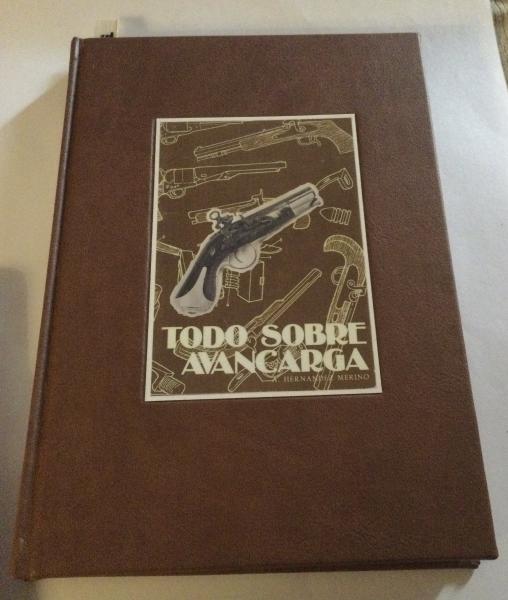 TODO SOBRE
AVANCARGA
A. HERNANDEZ MERINO